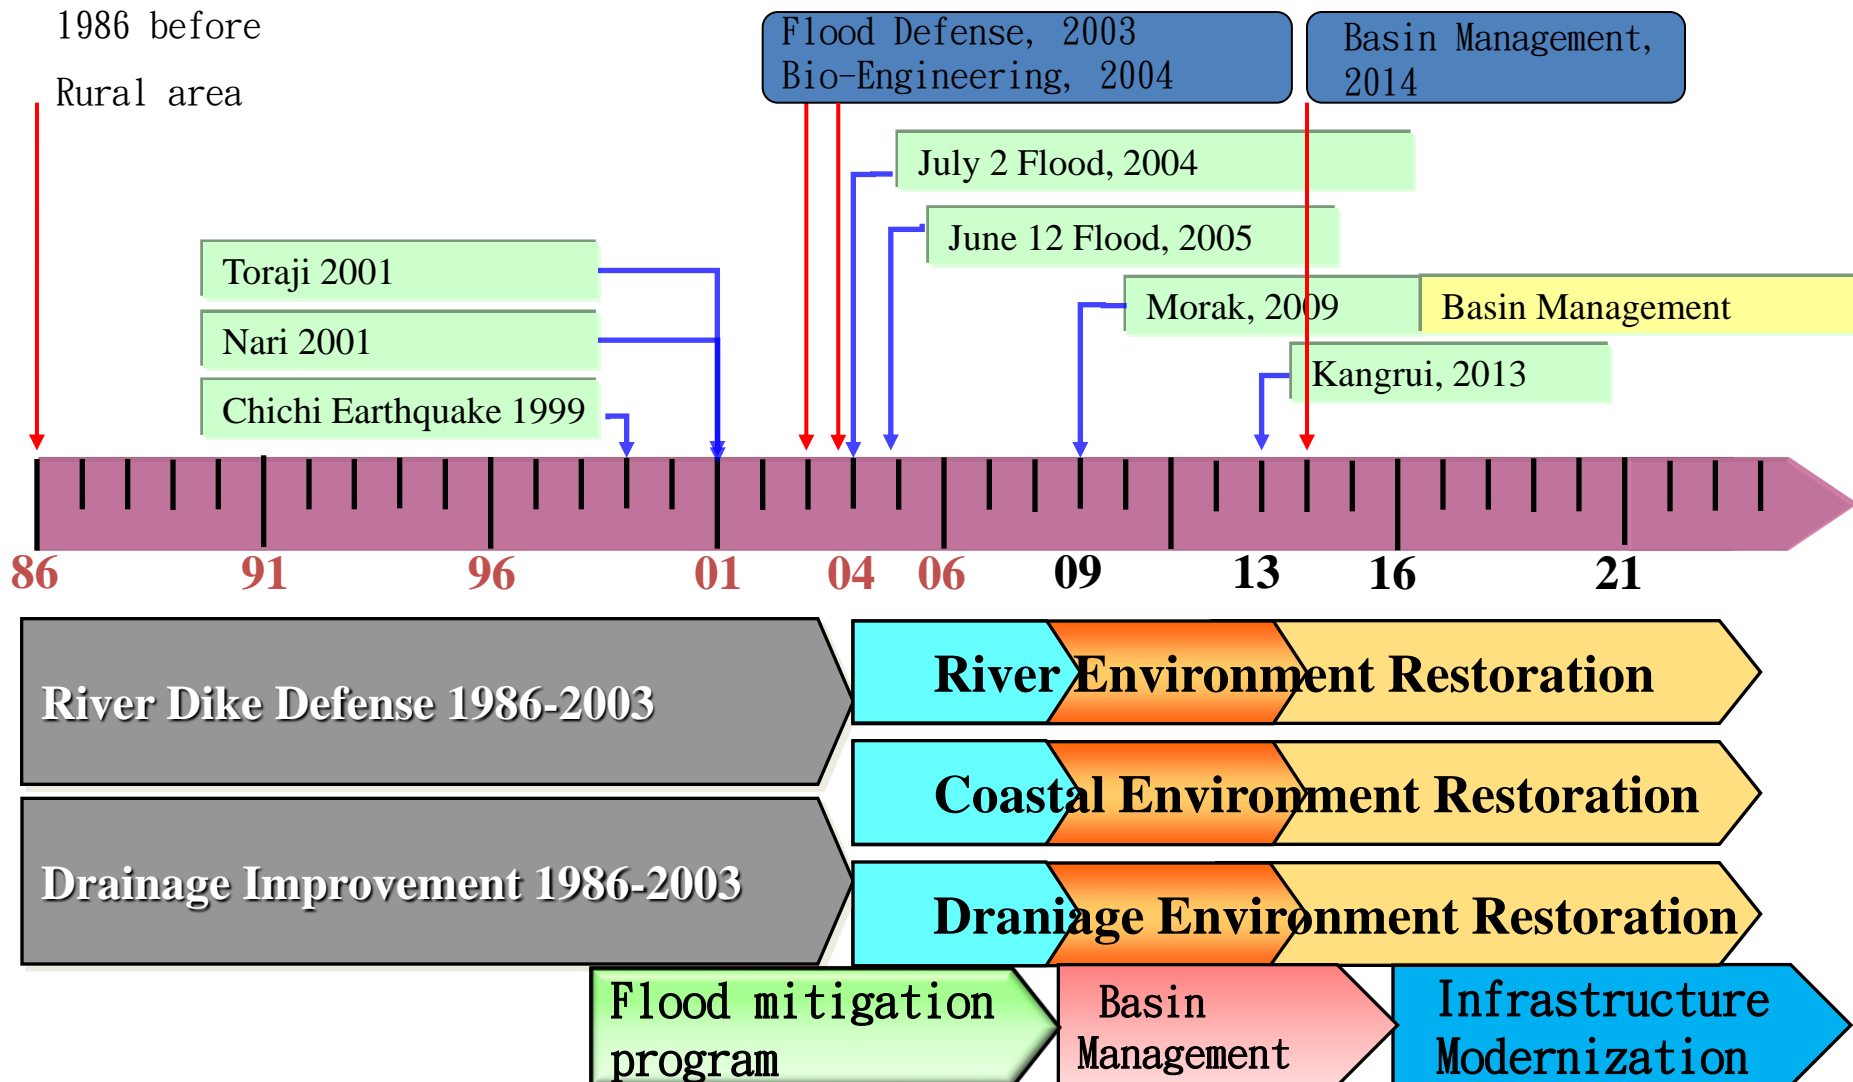 1986 before
Rural area
Flood Defense, 2003
Bio-Engineering, 2004
Basin Management,
2014
July 2 Flood, 2004
June 12 Flood, 2005
Toraji 2001
Morak, 2009
Basin Management
Nari 2001
Kangrui, 2013
Chichi Earthquake 1999
86 91 96 01 04 06 09 13 16 21
River Dike Defense 1986-2003
River Environment Restoration
Coastal Environment Restoration
Drainage Improvement 1986-2003
Draniage Environment Restoration
Flood mitigation
program
Basin
Management
Infrastructure
Modernization